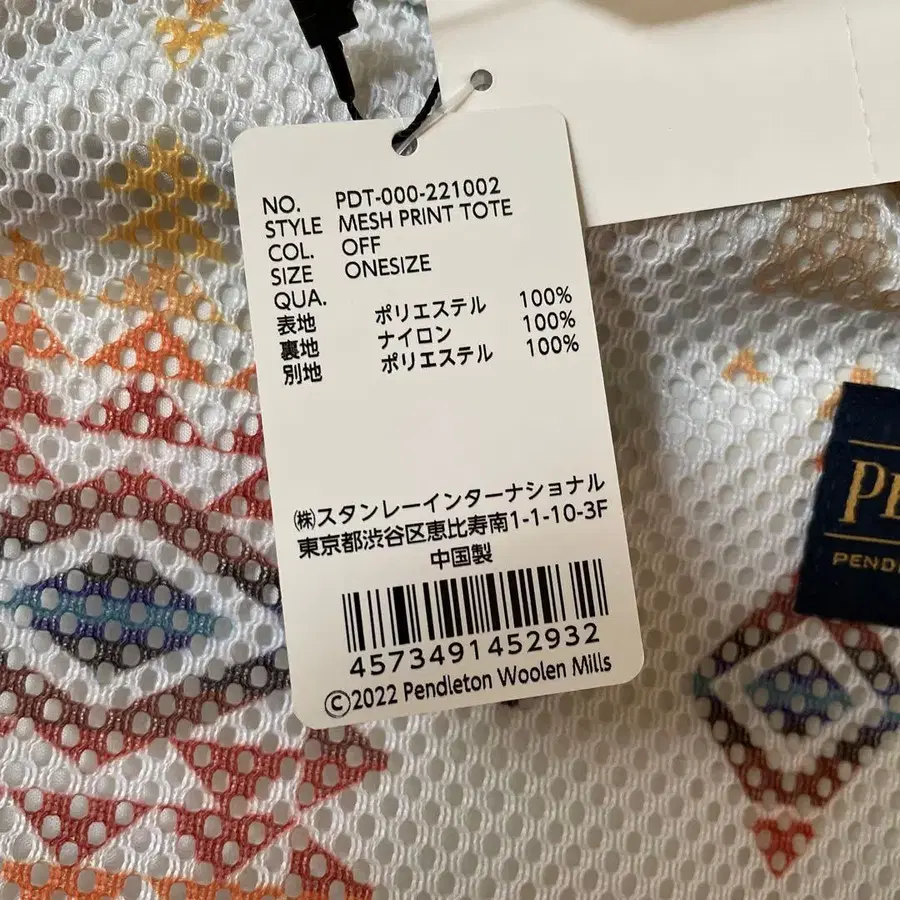 NO. PDT-000-221002
STYLE MESH PRINT TOTE
COL. OFF
SIZE ONESIZE
QUA.
表地 ポリエステル 100%
裏地 ナイロン 100%
別地 ポリエステル 100%
㈱スタンレーインターナショナル
東京都渋谷区恵比寿南1-1-10-3F
中国製
4573491452932
©2022 Pendleton Woolen Mills